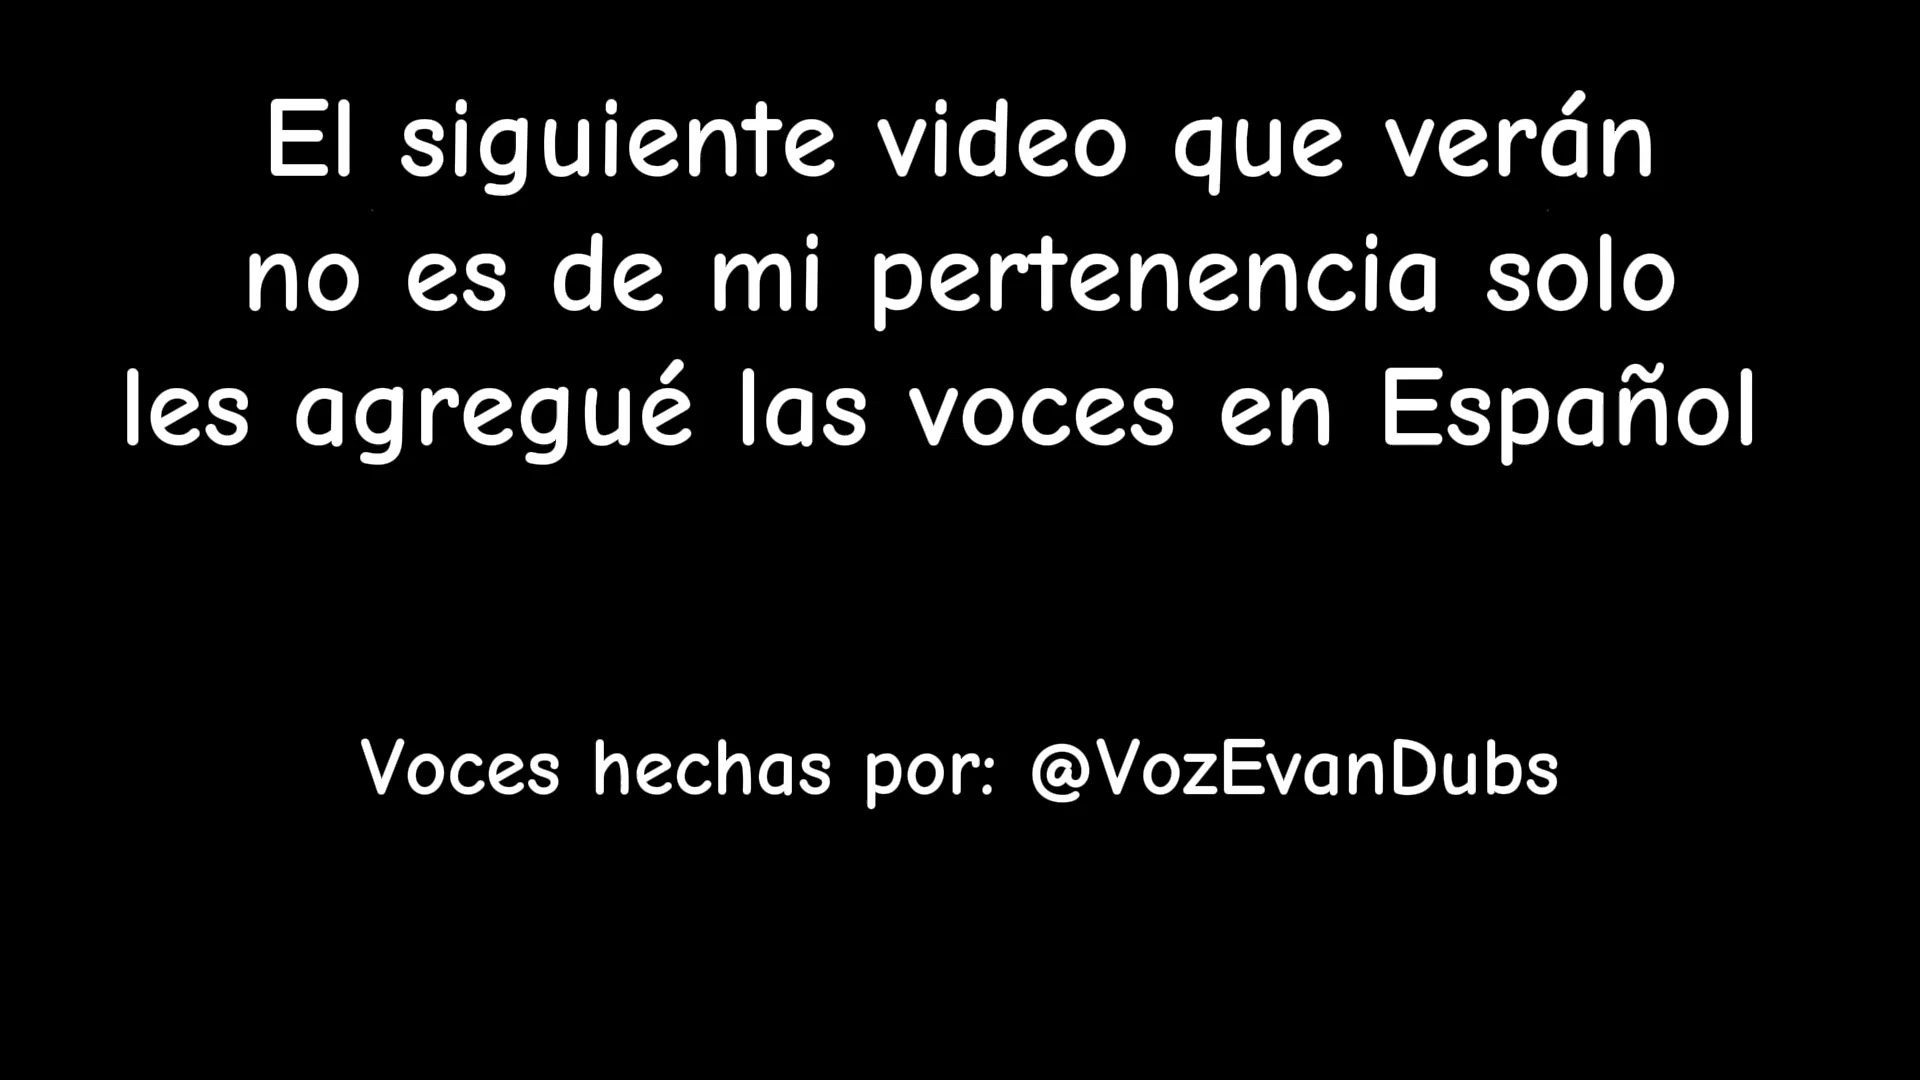 El siguiente video que verán
no es de mi pertenencia solo
les agregué las voces en Español
Voces hechas por: @VozEvanDubs